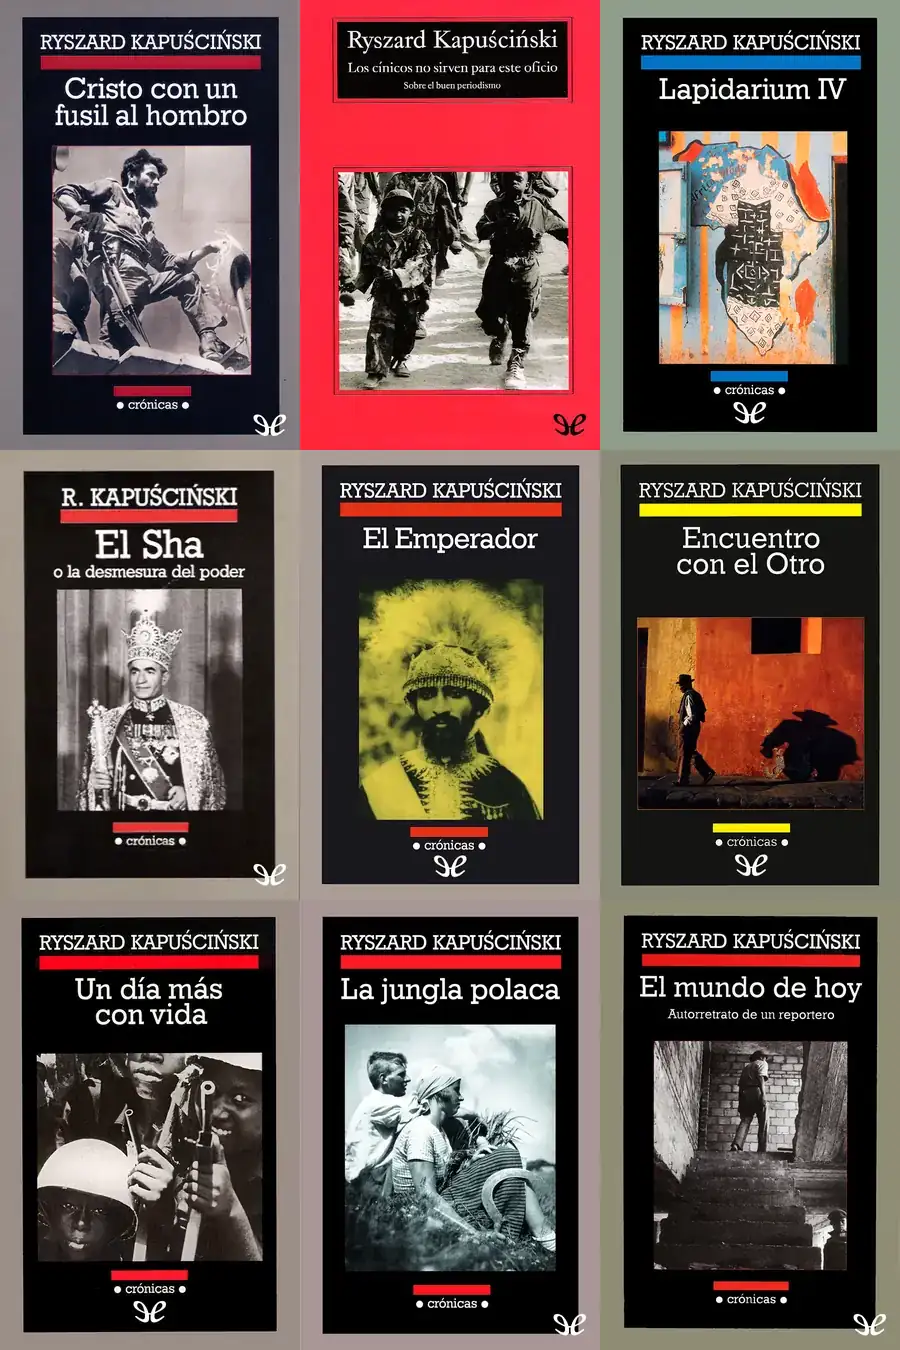 RYSZARD KAPUŚCIŃSKI
Cristo con un
fusil al hombro
● crónicas ●
Ryszard Kapuściński
Los cínicos no sirven para este oficio
Sobre el buen periodismo
RYSZARD KAPUŚCIŃSKI
Lapidarium IV
● crónicas ●
R. KAPUŚCIŃSKI
El Sha
o la desmesura del poder
● crónicas ●
RYSZARD KAPUŚCIŃSKI
El Emperador
● crónicas ●
RYSZARD KAPUŚCIŃSKI
Encuentro
con el Otro
● crónicas ●
RYSZARD KAPUŚCIŃSKI
Un día más
con vida
● crónicas ●
RYSZARD KAPUŚCIŃSKI
La jungla polaca
● crónicas ●
RYSZARD KAPUŚCIŃSKI
El mundo de hoy
Autorretrato de un reportero
● crónicas ●